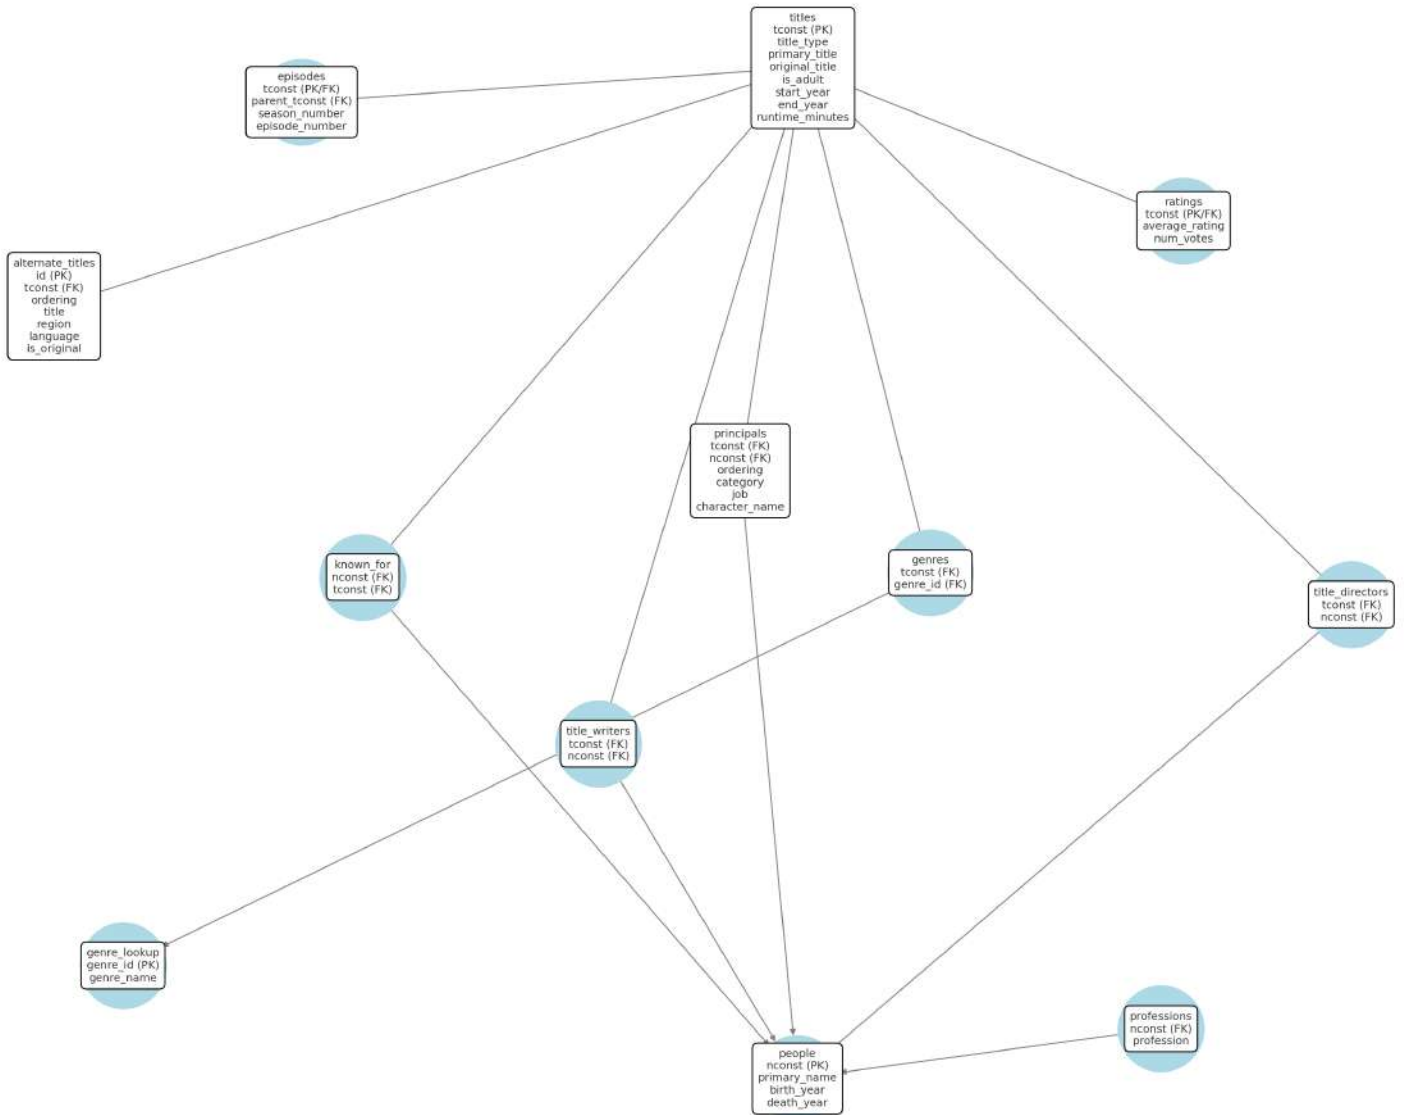 titles
tconst (PK)
title_type
primary_title
original_title
is_adult
start_year
end_year
runtime_minutes
episodes
tconst (PK/FK)
parent_tconst (FK)
season_number
episode_number
ratings
tconst (PK/FK)
average_rating
num_votes
alternate_titles
id (PK)
tconst (FK)
ordering
title
region
language
is_original
principals
tconst (FK)
nconst (FK)
ordering
category
job
character_name
known_for
nconst (FK)
tconst (FK)
genres
tconst (FK)
genre_id (FK)
title_directors
tconst (FK)
nconst (FK)
title_writers
tconst (FK)
nconst (FK)
genre_lookup
genre_id (PK)
genre_name
professions
nconst (FK)
profession
people
nconst (PK)
primary_name
birth_year
death_year